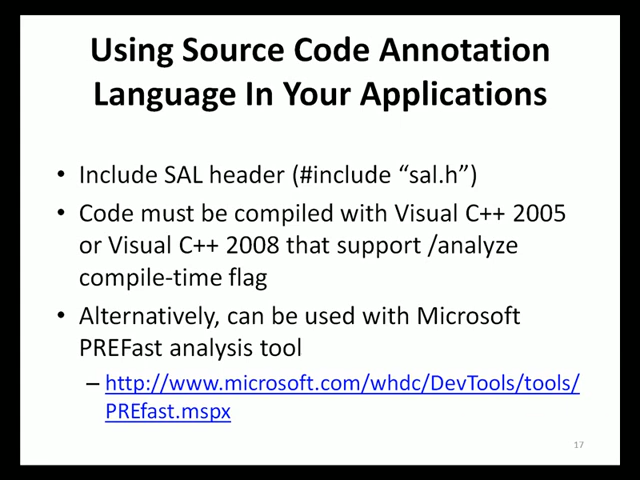 Using Source Code Annotation
Language In Your Applications
• Include SAL header (#include “sal.h”)
• Code must be compiled with Visual C++ 2005
or Visual C++ 2008 that support /analyze
compile-time flag
• Alternatively, can be used with Microsoft
PREFast analysis tool
– http://www.microsoft.com/whdc/DevTools/tools/
PREfast.mspx
17